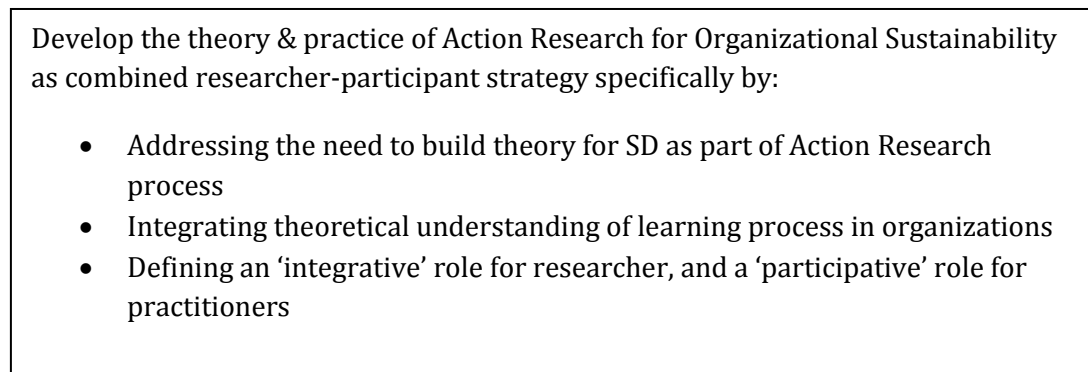 Develop the theory & practice of Action Research for Organizational Sustainability
as combined researcher-participant strategy specifically by:
• Addressing the need to build theory for SD as part of Action Research
process
• Integrating theoretical understanding of learning process in organizations
• Defining an ‘integrative’ role for researcher, and a ‘participative’ role for
practitioners